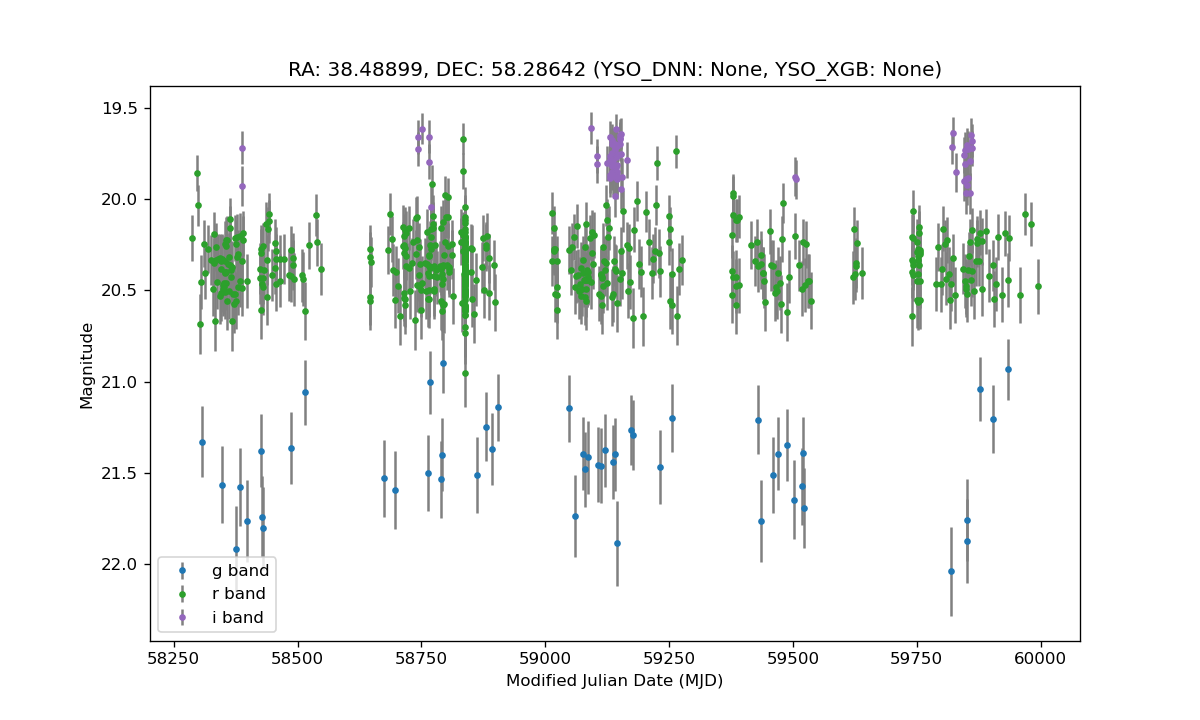 RA: 38.48899, DEC: 58.28642 (YSO_DNN: None, YSO_XGB: None)
19.5
20.0
20.5
21.0
21.5
22.0
Magnitude
g band
r band
i band
58250
58500
58750
59000
59250
59500
59750
60000
Modified Julian Date (MJD)